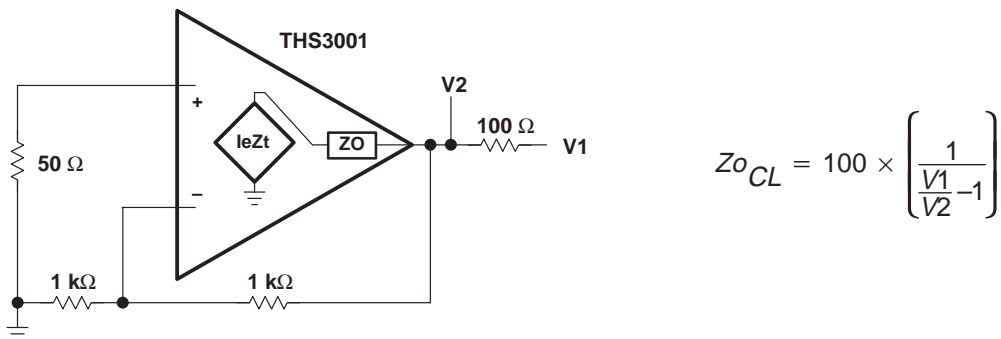 THS3001
V2
+
100 Ω
V1
IeZt
ZO
50 Ω
–
1 kΩ
1 kΩ
Zo_CL = 100 × (1 / (V1/V2 –1))